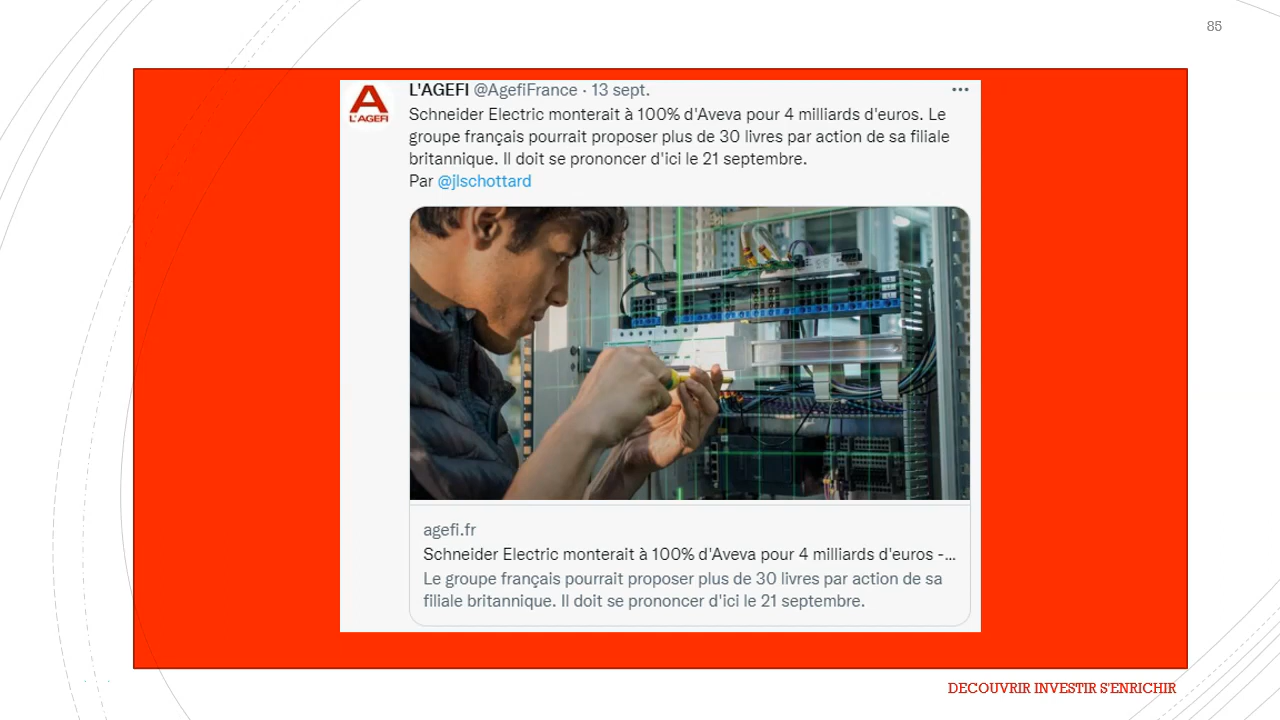 85
L'AGEFI @AgefiFrance · 13 sept.
Schneider Electric monterait à 100% d'Aveva pour 4 milliards d'euros. Le
groupe français pourrait proposer plus de 30 livres par action de sa filiale
britannique. Il doit se prononcer d'ici le 21 septembre.
Par @jlschottard
A
L'AGEFI
agefi.fr
Schneider Electric monterait à 100% d'Aveva pour 4 milliards d'euros -...
Le groupe français pourrait proposer plus de 30 livres par action de sa
filiale britannique. Il doit se prononcer d'ici le 21 septembre.
DECOUVRIR INVESTIR S'ENRICHIR